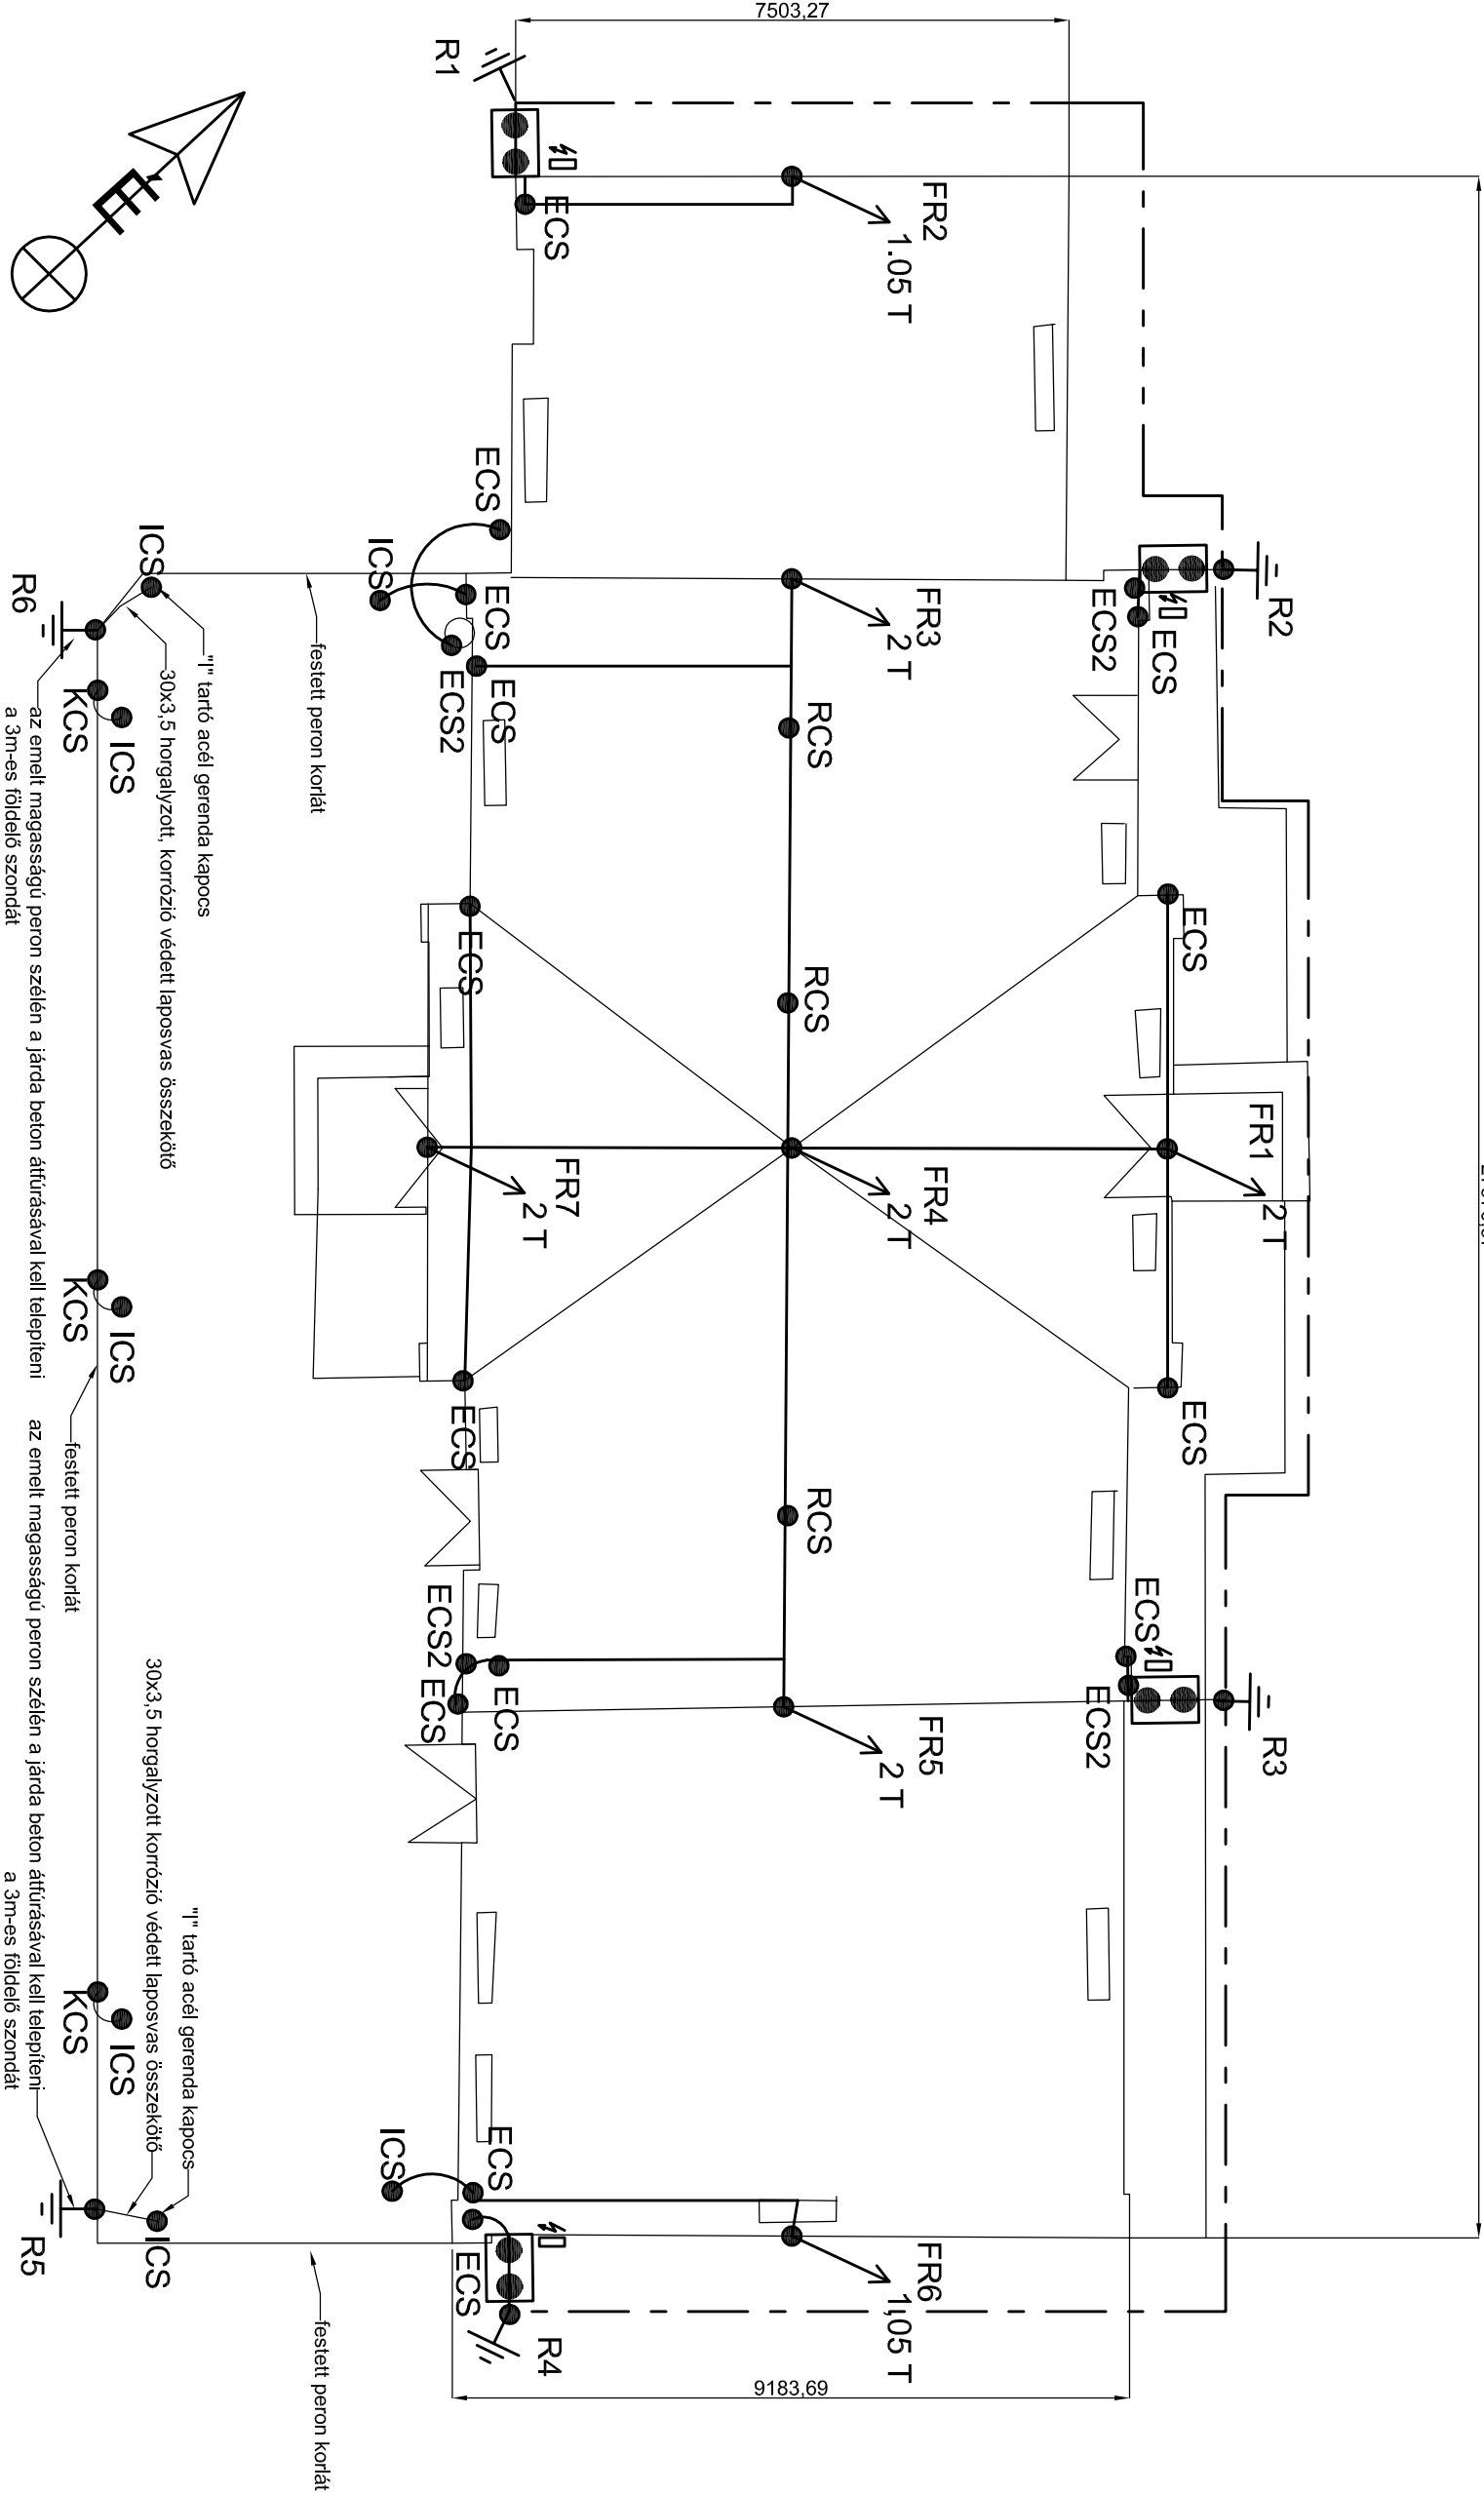 7503,27
R1
ECS
FR2
1.05 T
ECS
ICS
ECS
ECS2
ECS
FR3
2 T
R2
ECS
ECS2
ICS
R6
"I" tartó acél gerenda kapocs
30x3,5 horgalyzott, korrózió védett laposvas összekötő
az emelt magasságú peron szélén a járda beton átfúrásával kell telepíteni
a 3m-es földelő szondát
festett peron korlát
KCS
ICS
RCS
RCS
ECS
ECS
FR1
2 T
FR4
2 T
FR7
2 T
KCS
ICS
festett peron korlát
ECS
ECS
RCS
ECS2
ECS
ECS
ECS
ECS2
R3
FR5
2 T
"I" tartó acél gerenda kapocs
30x3,5 horgalyzott korrózió védett laposvas összekötő
az emelt magasságú peron szélén a járda beton átfúrásával kell telepíteni
a 3m-es földelő szondát
KCS
ICS
ICS
ECS
ECS
R5
ICS
FR6
1,05 T
R4
festett peron korlát
9183,69